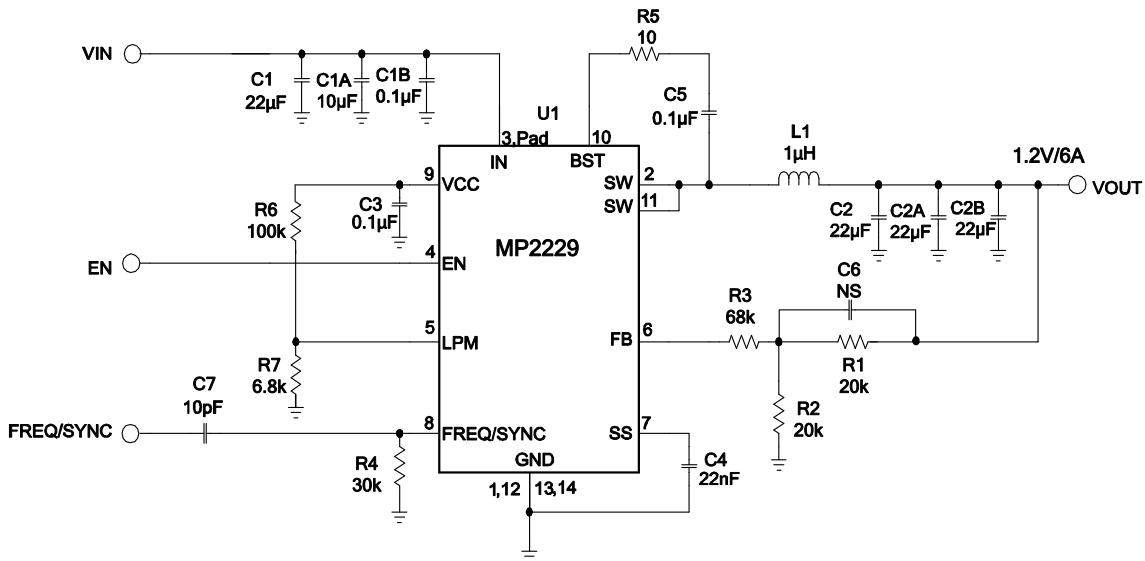 R5
10
VIN
C1
22µF
C1A
10µF
C1B
0.1µF
C5
0.1µF
U1
3,Pad
10
IN
BST
L1
1µH
1.2V/6A
VOUT
9
VCC
SW
2
SW
11
R6
100k
C3
0.1µF
C2
22µF
C2A
22µF
C2B
22µF
MP2229
EN
4
EN
C6
NS
R3
68k
5
LPM
FB
6
R7
6.8k
R1
20k
C7
10pF
R2
20k
FREQ/SYNC
8
FREQ/SYNC
SS
7
R4
30k
GND
C4
22nF
1,12
13,14